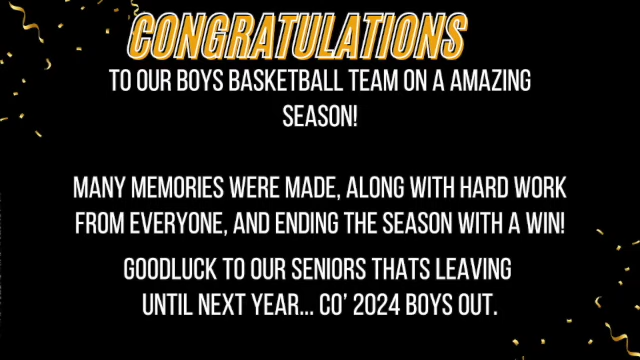 CONGRATULATIONS
TO OUR BOYS BASKETBALL TEAM ON A AMAZING
SEASON!
MANY MEMORIES WERE MADE, ALONG WITH HARD WORK
FROM EVERYONE, AND ENDING THE SEASON WITH A WIN!
GOODLUCK TO OUR SENIORS THATS LEAVING
UNTIL NEXT YEAR... CO’ 2024 BOYS OUT.